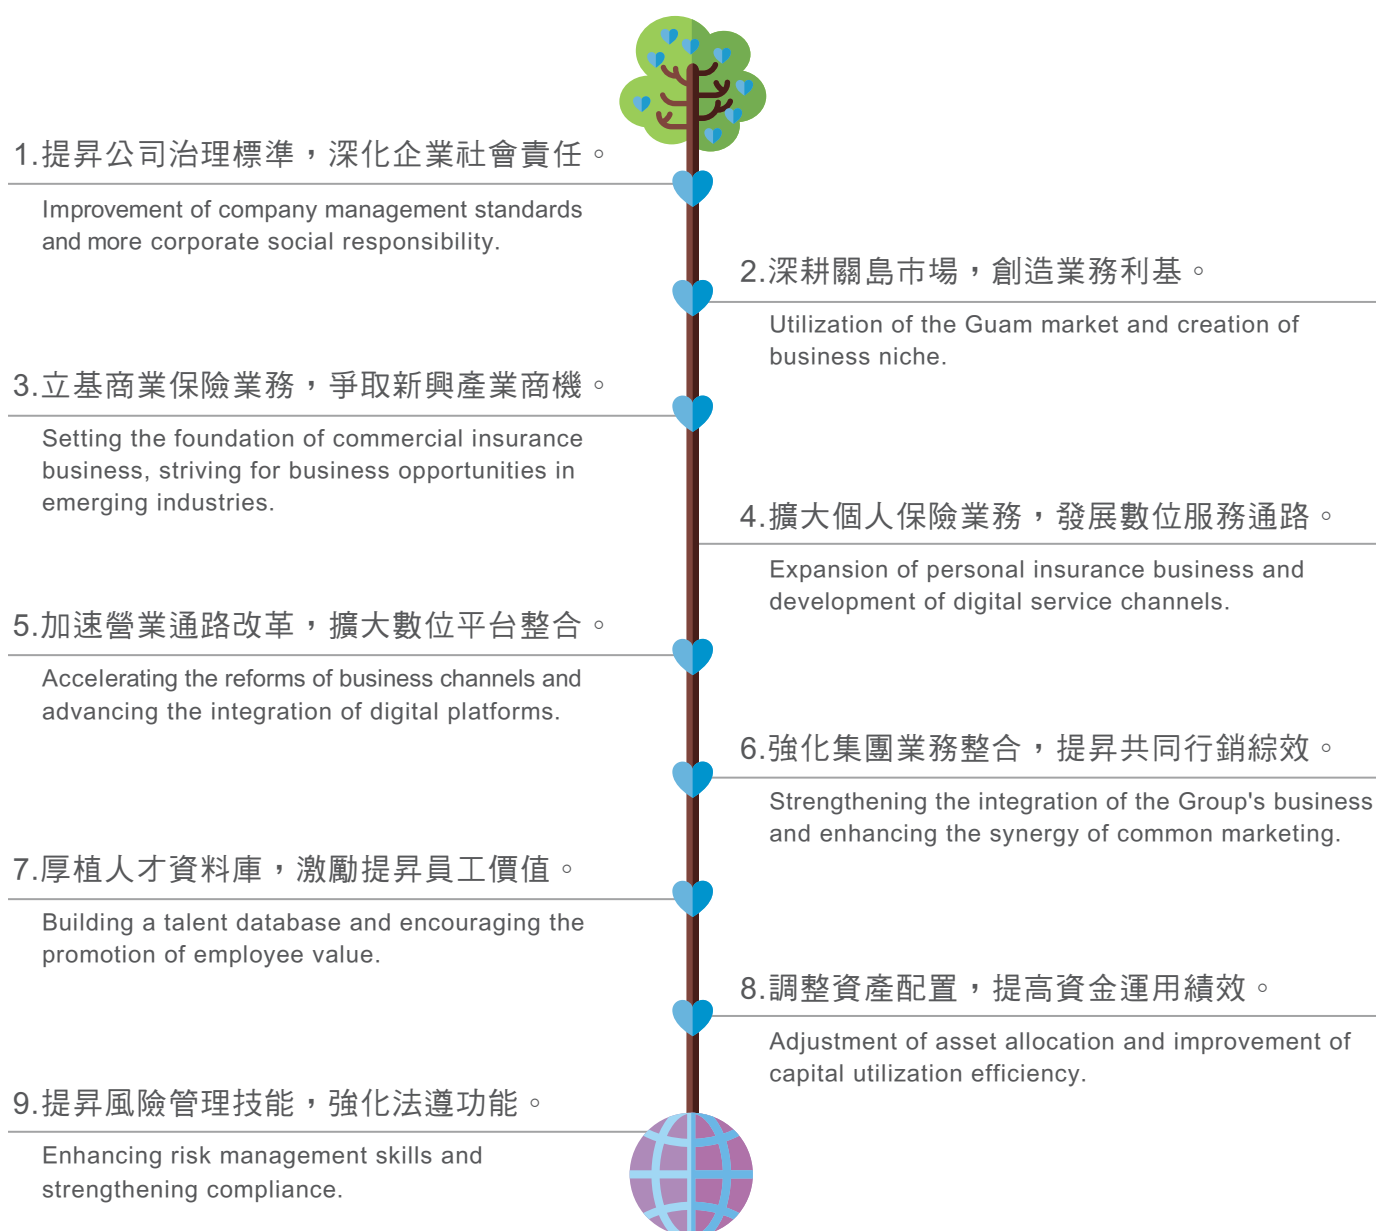 1.提昇公司治理標準，深化企業社會責任。
Improvement of company management standards
and more corporate social responsibility.
2.深耕關島市場，創造業務利基。
Utilization of the Guam market and creation of
business niche.
3.立基商業保險業務，爭取新興產業商機。
Setting the foundation of commercial insurance
business, striving for business opportunities in
emerging industries.
4.擴大個人保險業務，發展數位服務通路。
Expansion of personal insurance business and
development of digital service channels.
5.加速營業通路改革，擴大數位平台整合。
Accelerating the reforms of business channels and
advancing the integration of digital platforms.
6.強化集團業務整合，提昇共同行銷綜效。
Strengthening the integration of the Group's business
and enhancing the synergy of common marketing.
7.厚植人才資料庫，激勵提昇員工價值。
Building a talent database and encouraging the
promotion of employee value.
8.調整資產配置，提高資金運用績效。
Adjustment of asset allocation and improvement of
capital utilization efficiency.
9.提昇風險管理技能，強化法遵功能。
Enhancing risk management skills and
strengthening compliance.